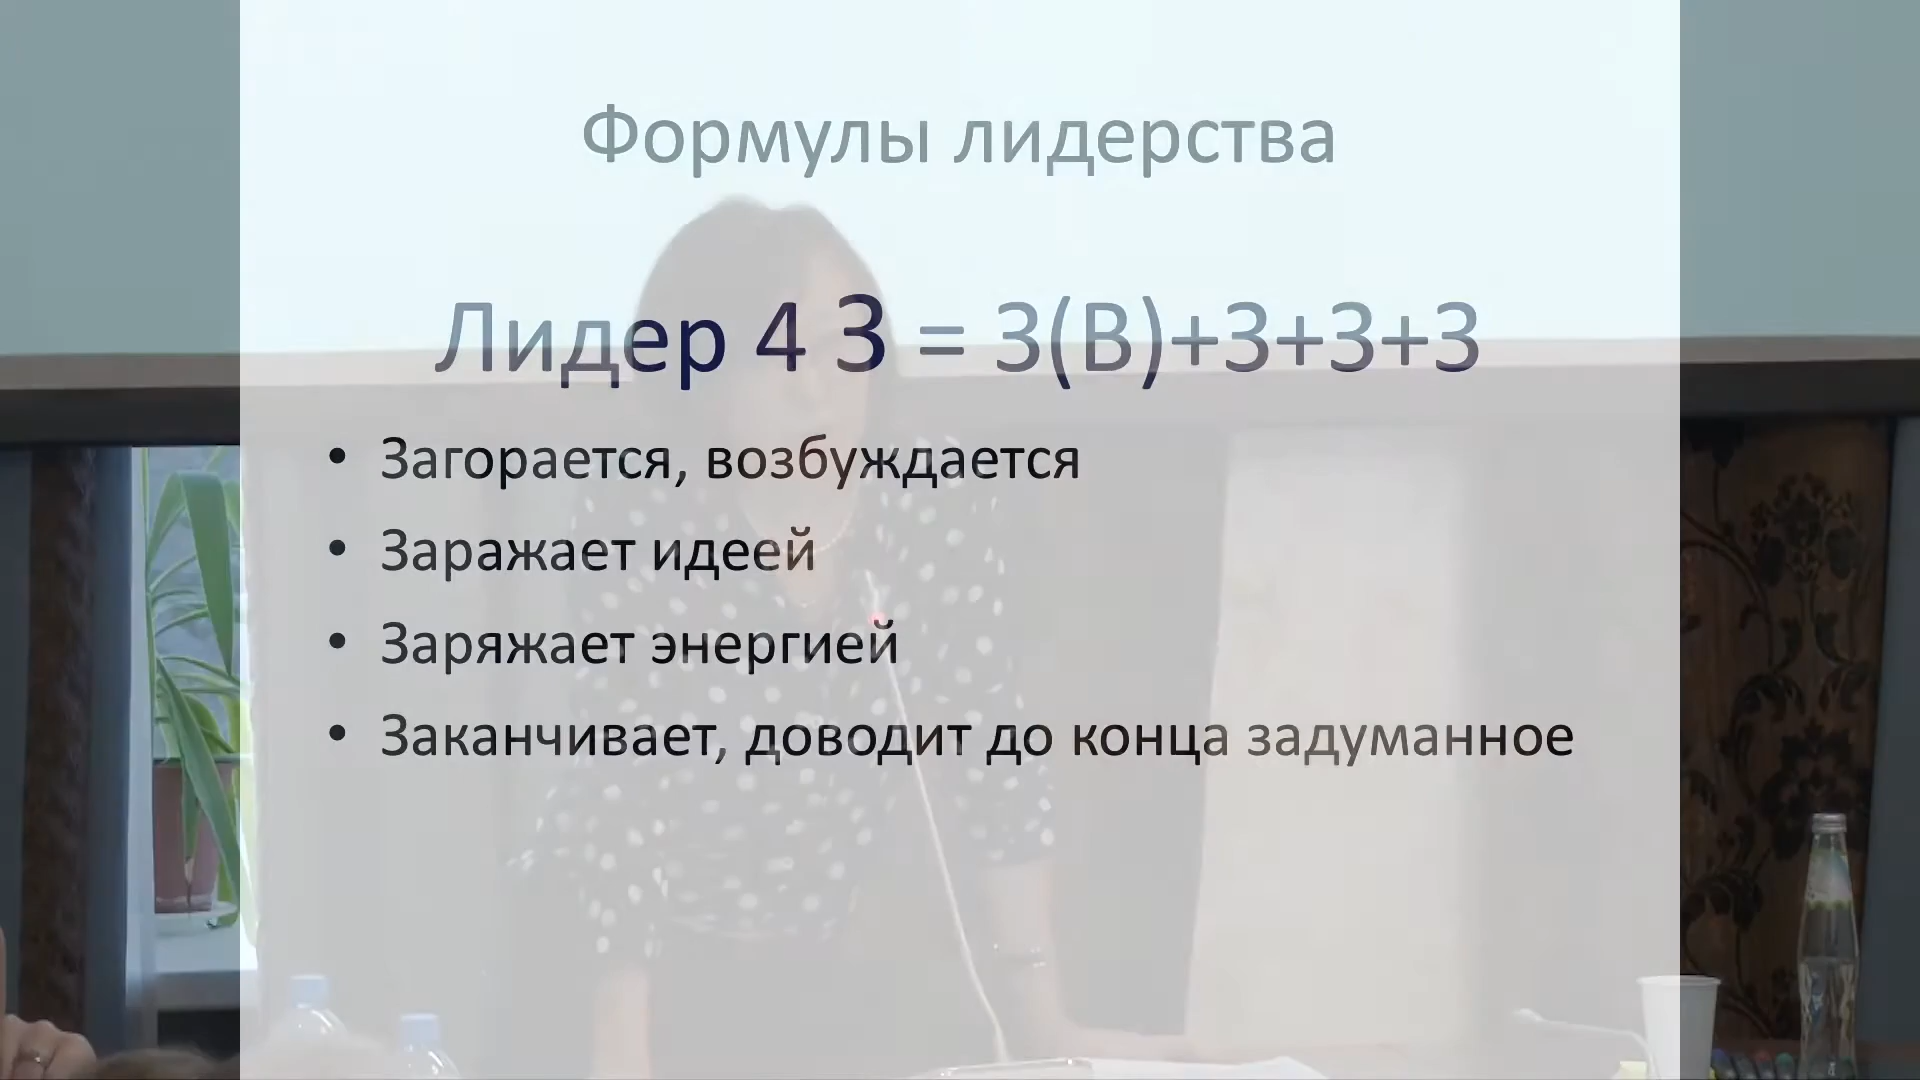 Формулы лидерства
Лидер 4 З = З(В)+З+З+З
• Загорается, возбуждается
• Заражает идеей
• Заряжает энергией
• Заканчивает, доводит до конца задуманное